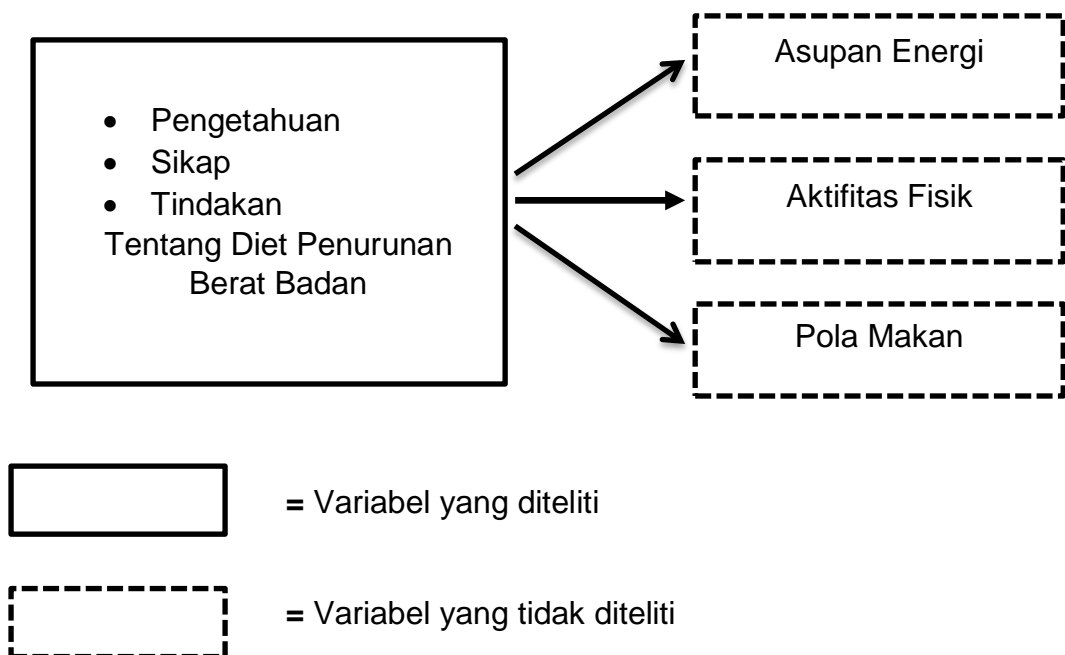 • Pengetahuan
• Sikap
• Tindakan
Tentang Diet Penurunan
Berat Badan
Asupan Energi
Aktifitas Fisik
Pola Makan
= Variabel yang diteliti
= Variabel yang tidak diteliti